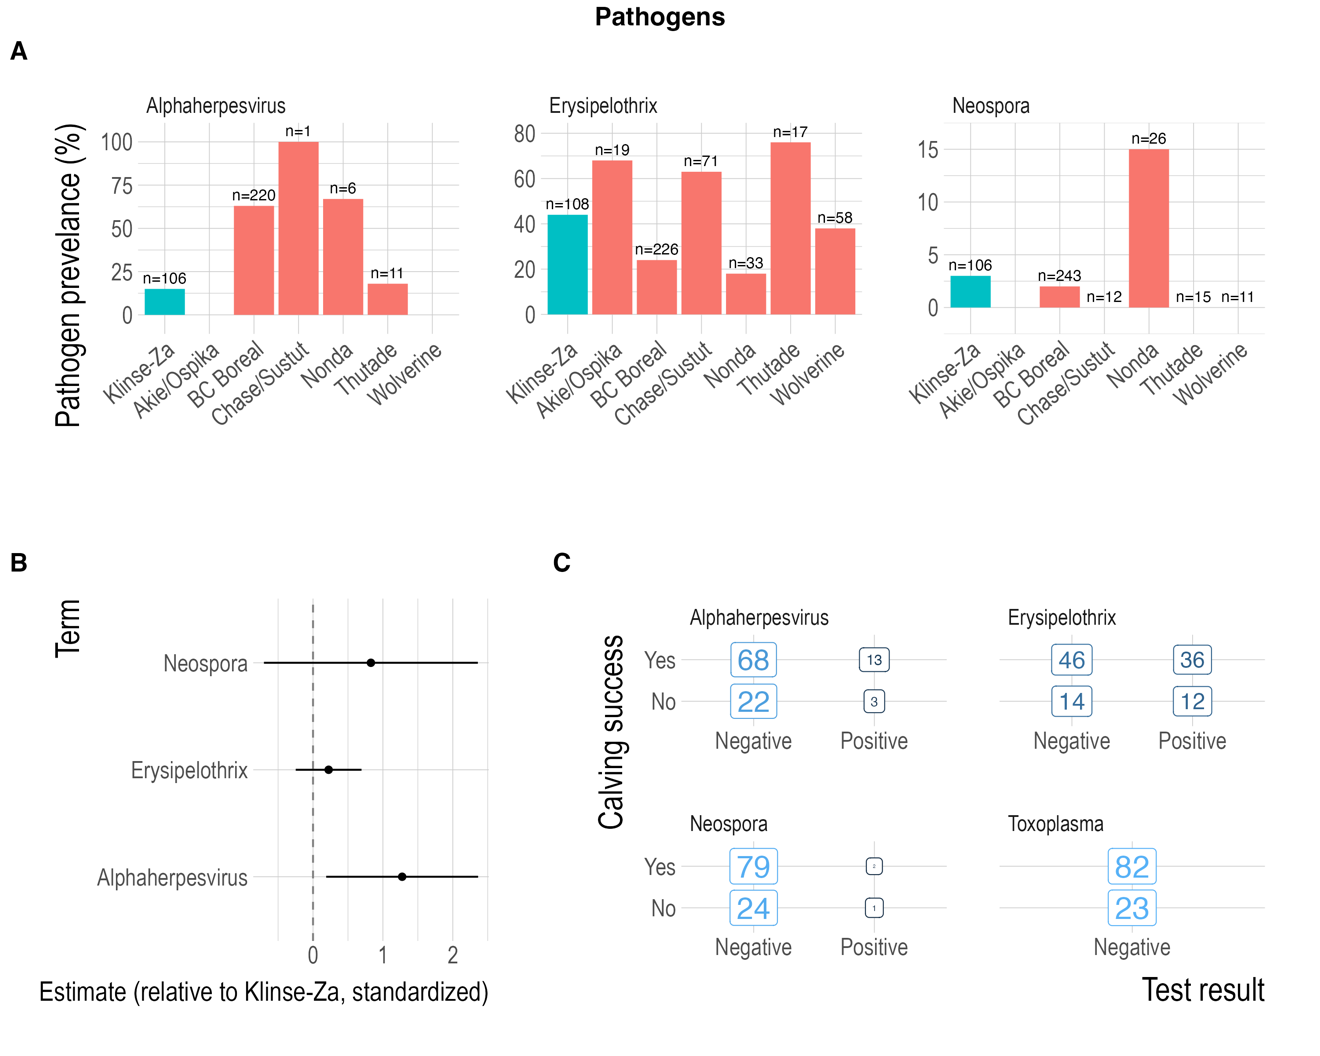 Pathogens
A
Pathogen prevelance (%)
Alphaherpesvirus
100
75
50
25
0
n=106
n=220
n=1
n=6
n=11
Klinse-Za
Akie/Ospika
BC Boreal
Chase/Sustut
Nonda
Thutade
Wolverine
Erysipelothrix
80
60
40
20
0
n=108
n=19
n=226
n=71
n=33
n=17
n=58
Klinse-Za
Akie/Ospika
BC Boreal
Chase/Sustut
Nonda
Thutade
Wolverine
Neospora
15
10
5
0
n=106
n=243
n=12
n=26
n=15
n=11
Klinse-Za
Akie/Ospika
BC Boreal
Chase/Sustut
Nonda
Thutade
Wolverine
B
Term
Neospora
Erysipelothrix
Alphaherpesvirus
0 1 2
Estimate (relative to Klinse-Za, standardized)
C
Calving success
Alphaherpesvirus
Yes 68 13
No 22 3
Negative Positive
Erysipelothrix
46 36
14 12
Negative Positive
Neospora
Yes 79 2
No 24 1
Negative Positive
Toxoplasma
82
23
Negative
Test result